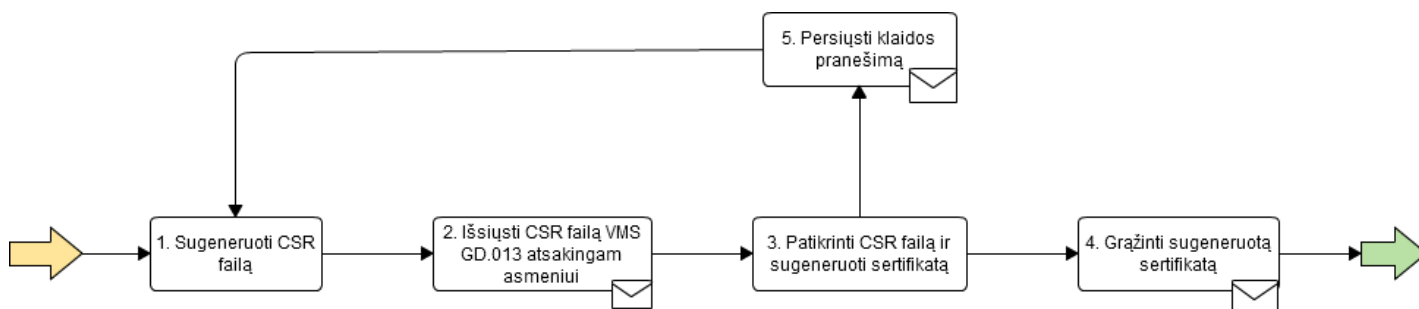 5. Persiųsti klaidos
pranešimą
1. Sugeneruoti CSR
failą
2. Išsiųsti CSR failą VMS
GD.013 atsakingam
asmeniui
3. Patikrinti CSR failą ir
sugeneruoti sertifikatą
4. Grąžinti sugeneruotą
sertifikatą